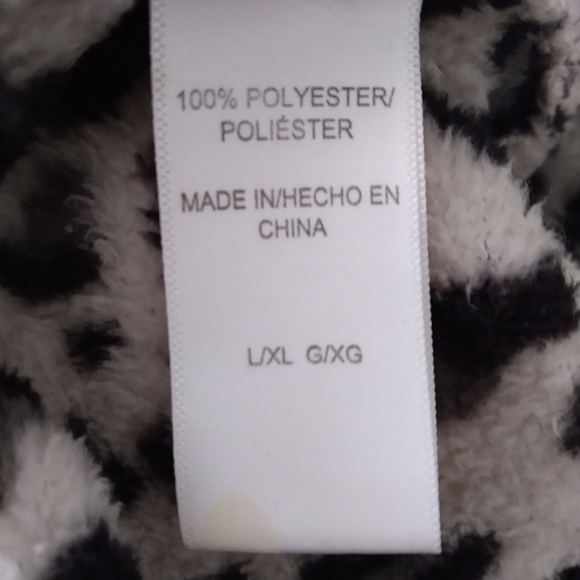 100% POLYESTER/
POLIÉSTER
MADE IN/HECHO EN
CHINA
L/XL G/XG